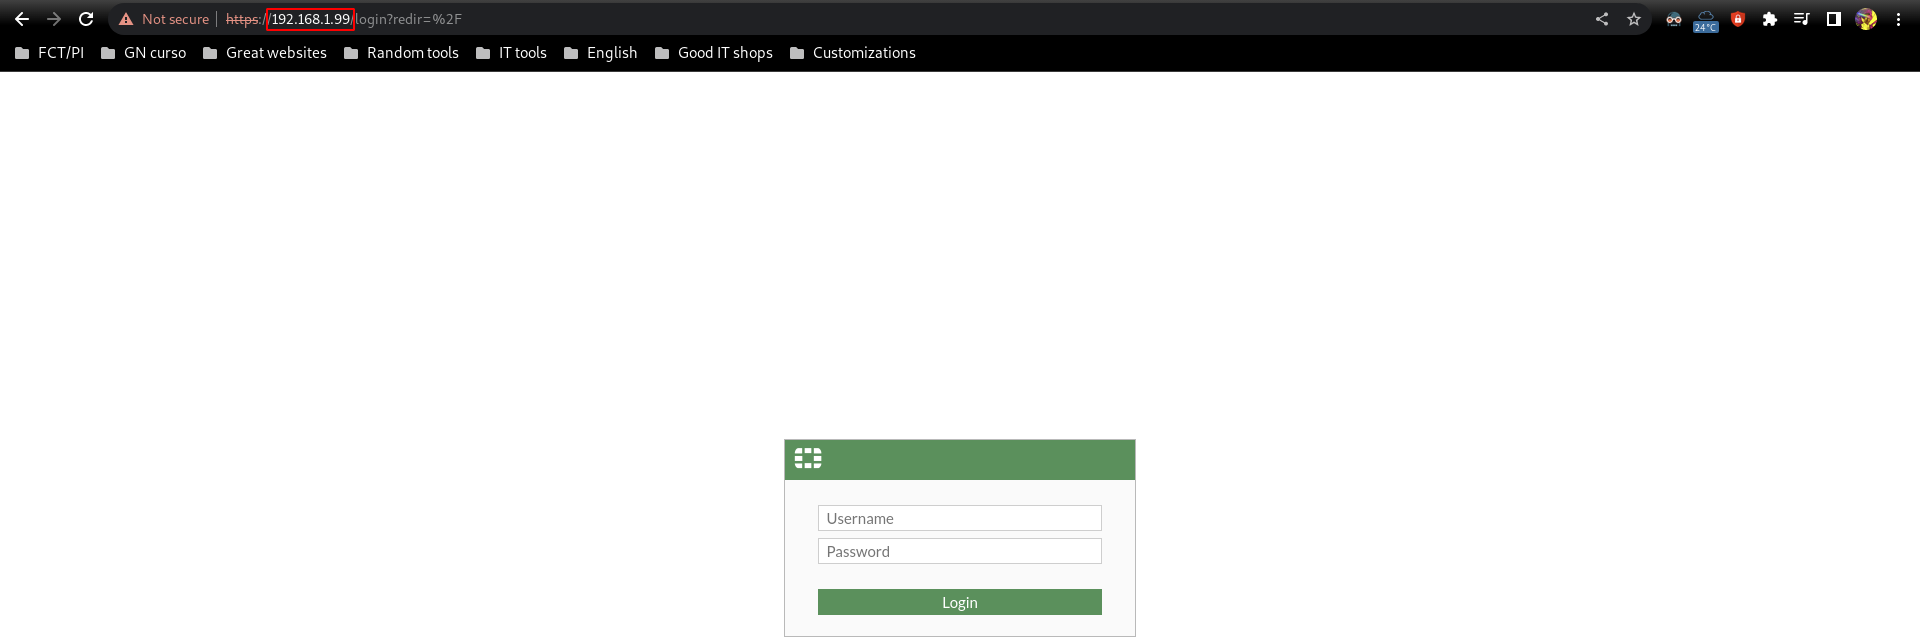 Not secure https://192.168.1.99/login?redir=%2F
24°C
FCT/PI GN curso Great websites Random tools IT tools English Good IT shops Customizations
Username
Password
Login